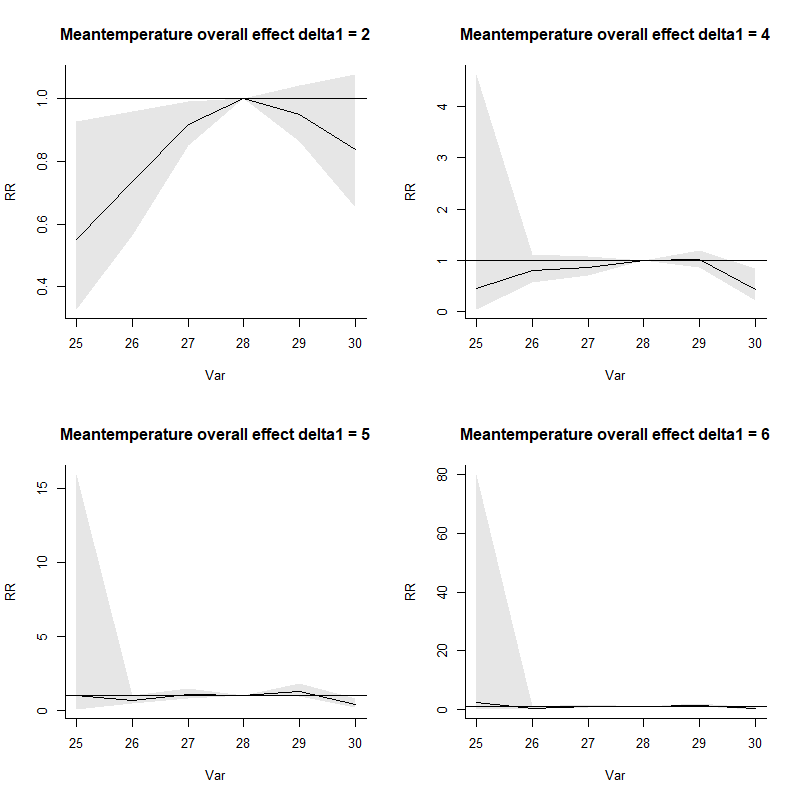 Meantemperature overall effect delta1 = 2
RR
0.4 0.6 0.8 1.0
25 26 27 28 29 30
Var
Meantemperature overall effect delta1 = 4
RR
0 1 2 3 4
25 26 27 28 29 30
Var
Meantemperature overall effect delta1 = 5
RR
0 5 10 15
25 26 27 28 29 30
Var
Meantemperature overall effect delta1 = 6
RR
0 20 40 60 80
25 26 27 28 29 30
Var